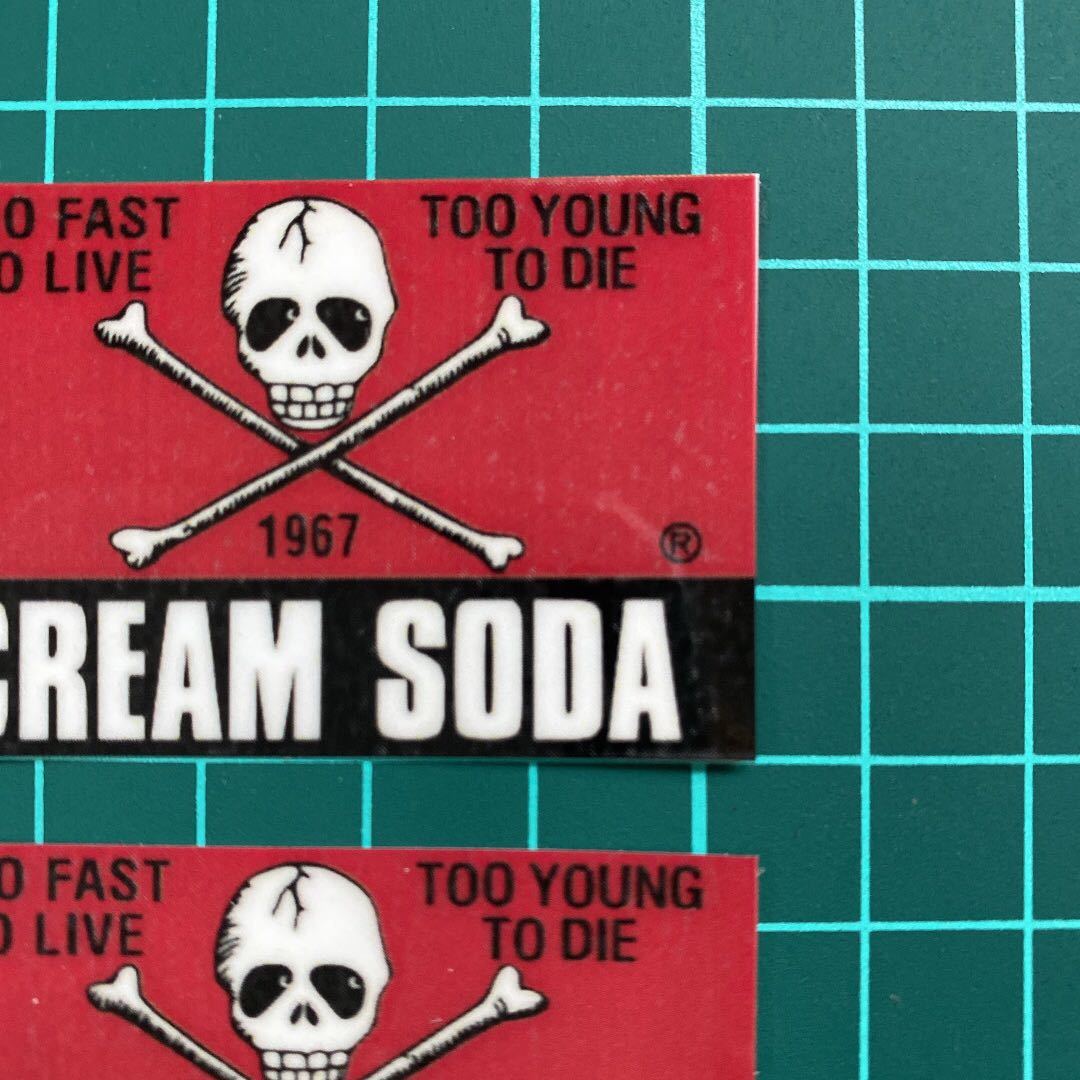 O FAST
O LIVE
TOO YOUNG
TO DIE
1967
®
CREAM SODA
O FAST
O LIVE
TOO YOUNG
TO DIE